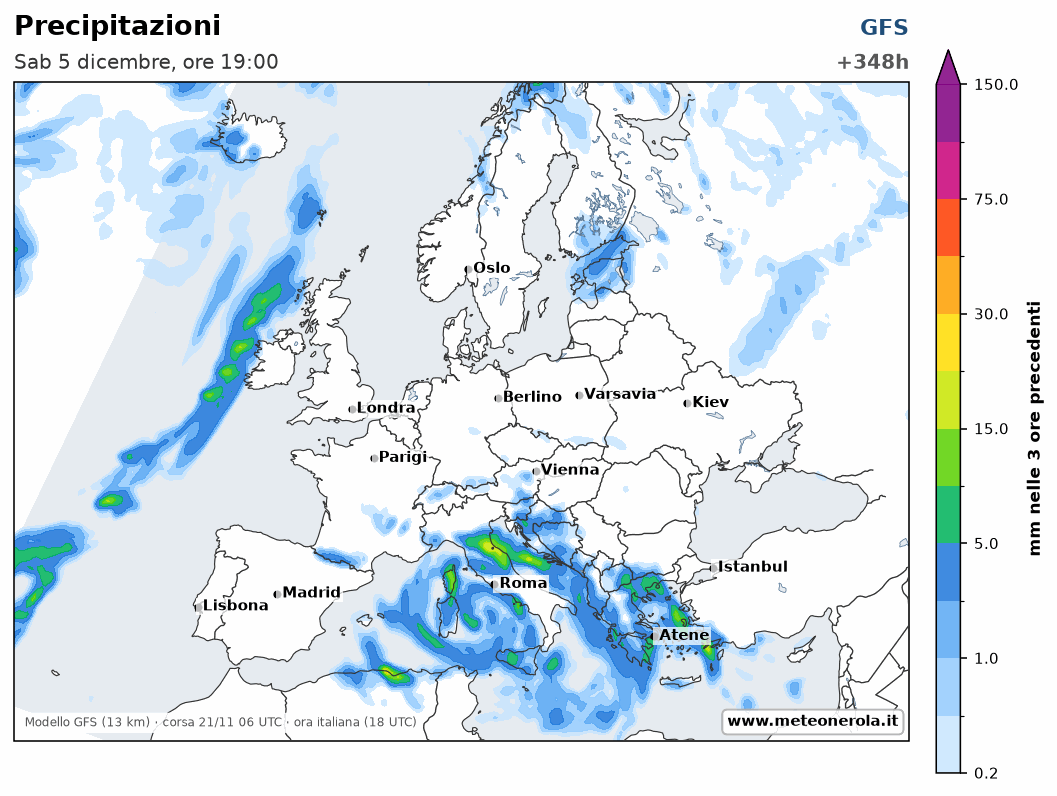 Precipitazioni
GFS
Sab 5 dicembre, ore 19:00
+348h
150.0
75.0
30.0
15.0
5.0
1.0
0.2
mm nelle 3 ore precedenti
Oslo
Berlino
Varsavia
Kiev
Londra
Parigi
Vienna
Istanbul
Roma
Madrid
Lisbona
Atene
Modello GFS (13 km) · corsa 21/11 06 UTC · ora italiana (18 UTC)
www.meteonerola.it